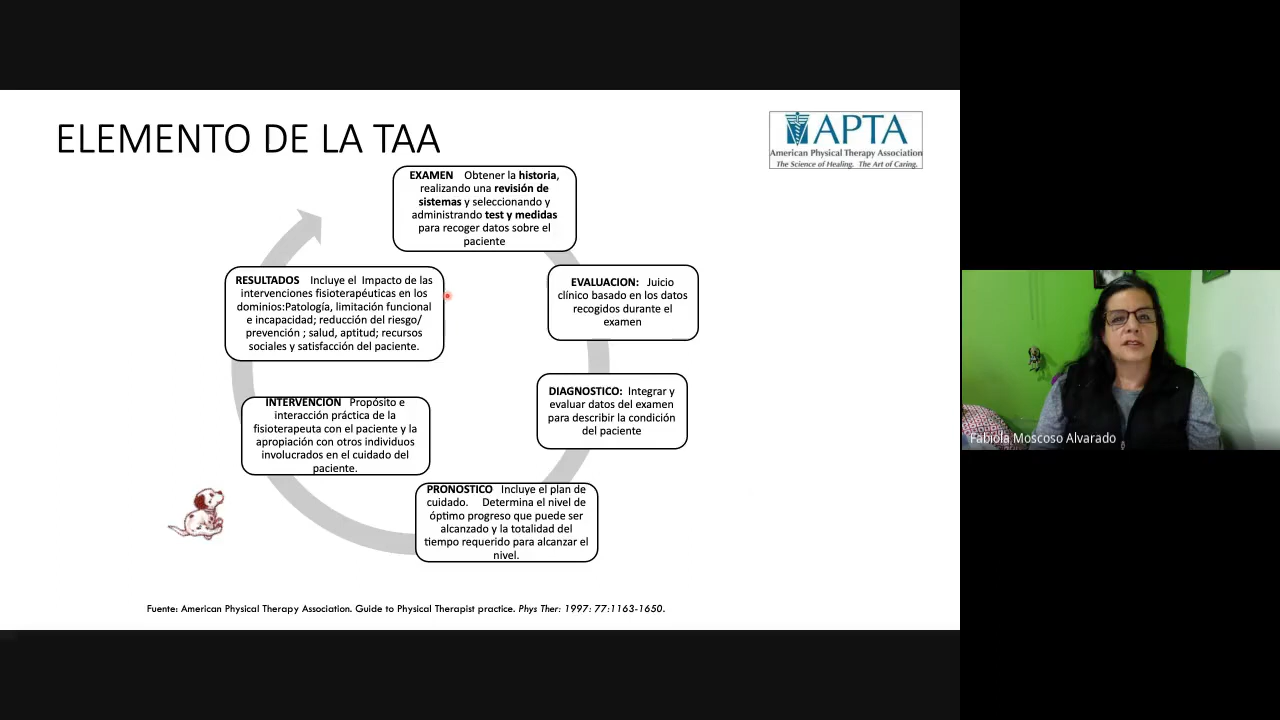 ELEMENTO DE LA TAA
APTA
American Physical Therapy Association
The Science of Healing. The Art of Caring.
EXAMEN Obtener la historia,
realizando una revisión de
sistemas y seleccionando y
administrando test y medidas
para recoger datos sobre el
paciente
EVALUACION: Juicio
clínico basado en los datos
recogidos durante el
examen
DIAGNOSTICO: Integrar y
evaluar datos del examen
para describir la condición
del paciente
PRONOSTICO Incluye el plan de
cuidado. Determina el nivel de
óptimo progreso que puede ser
alcanzado y la totalidad del
tiempo requerido para alcanzar el
nivel.
INTERVENCION Propósito e
interacción práctica de la
fisioterapeuta con el paciente y la
apropiación con otros individuos
involucrados en el cuidado del
paciente.
RESULTADOS Incluye el Impacto de las
intervenciones fisioterapéuticas en los
dominios:Patología, limitación funcional
e incapacidad; reducción del riesgo/
prevención ; salud, aptitud; recursos
sociales y satisfacción del paciente.
Fuente: American Physical Therapy Association. Guide to Physical Therapist practice. Phys Ther: 1997: 77:1163-1650.
Fabiola Moscoso Alvarado